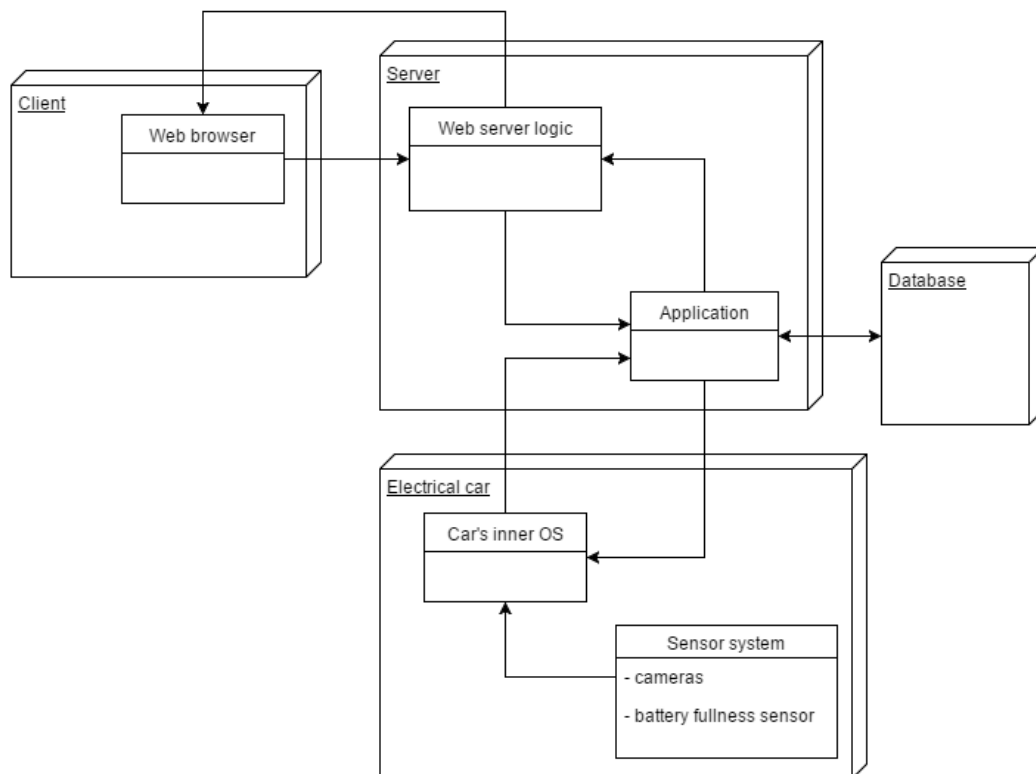 Client
Web browser
Server
Web server logic
Application
Database
Electrical car
Car's inner OS
Sensor system
- cameras
- battery fullness sensor